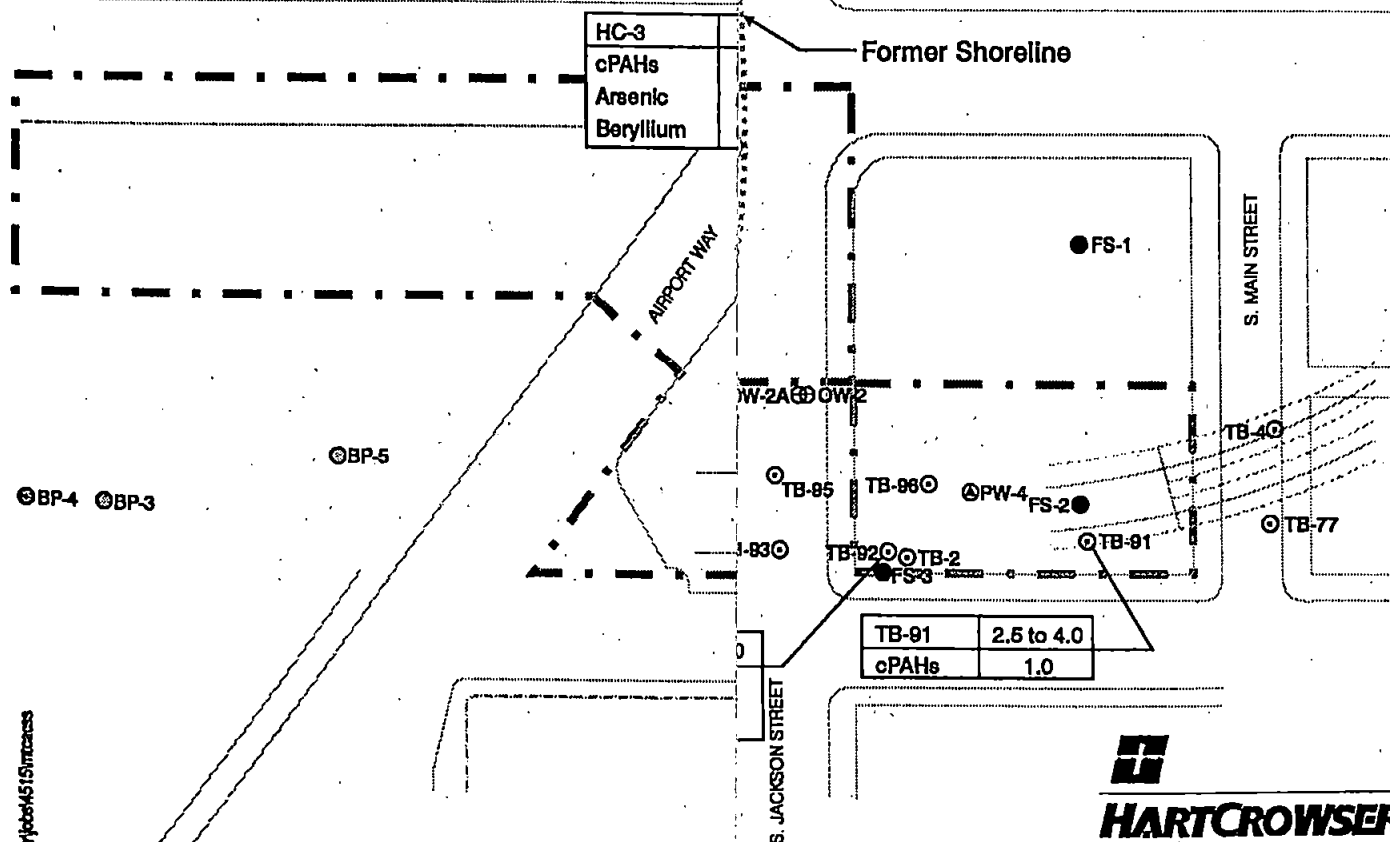 HC-3
cPAHs
Arsenic
Beryllium
Former Shoreline
AIRPORT WAY
S. MAIN STREET
FS-1
OW-2
TB-4
BP-5
TB-95
TB-96
PW-4
FS-2
BP-4
BP-3
TB-77
-93
TB-92
TB-2
TB-91
FS-3
TB-91 2.5 to 4.0
cPAHs 1.0
S. JACKSON STREET
HARTCROWSER